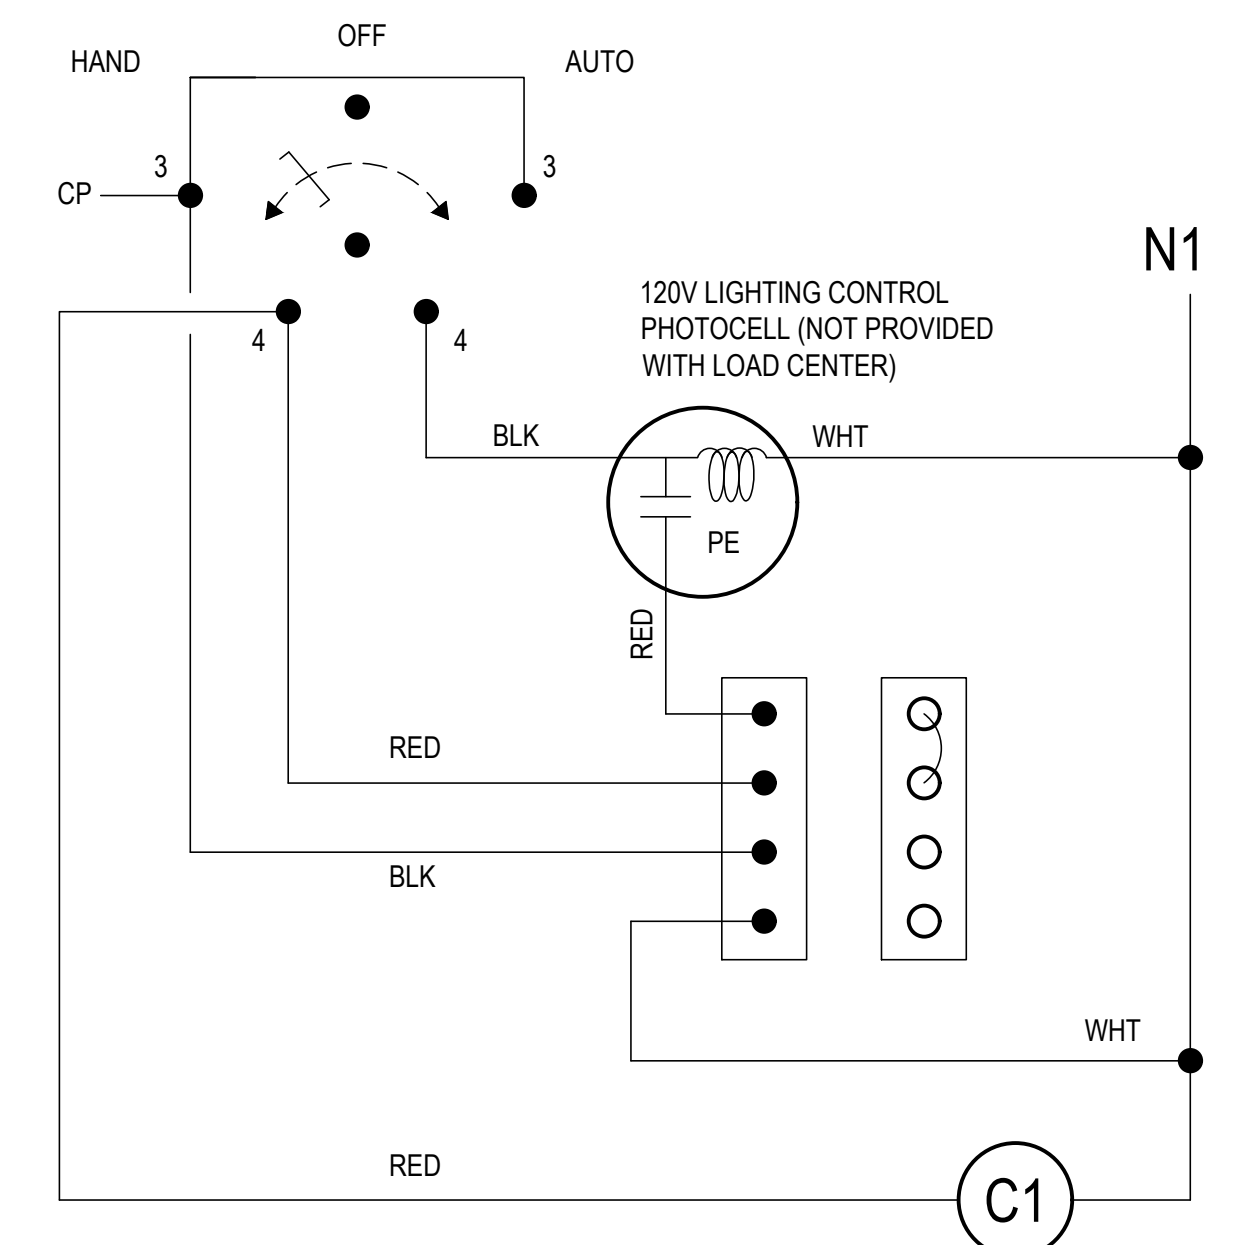 OFF
HAND
AUTO
3
3
CP
N1
120V LIGHTING CONTROL
PHOTOCELL (NOT PROVIDED
WITH LOAD CENTER)
4
4
BLK
WHT
PE
RED
RED
BLK
WHT
RED
C1